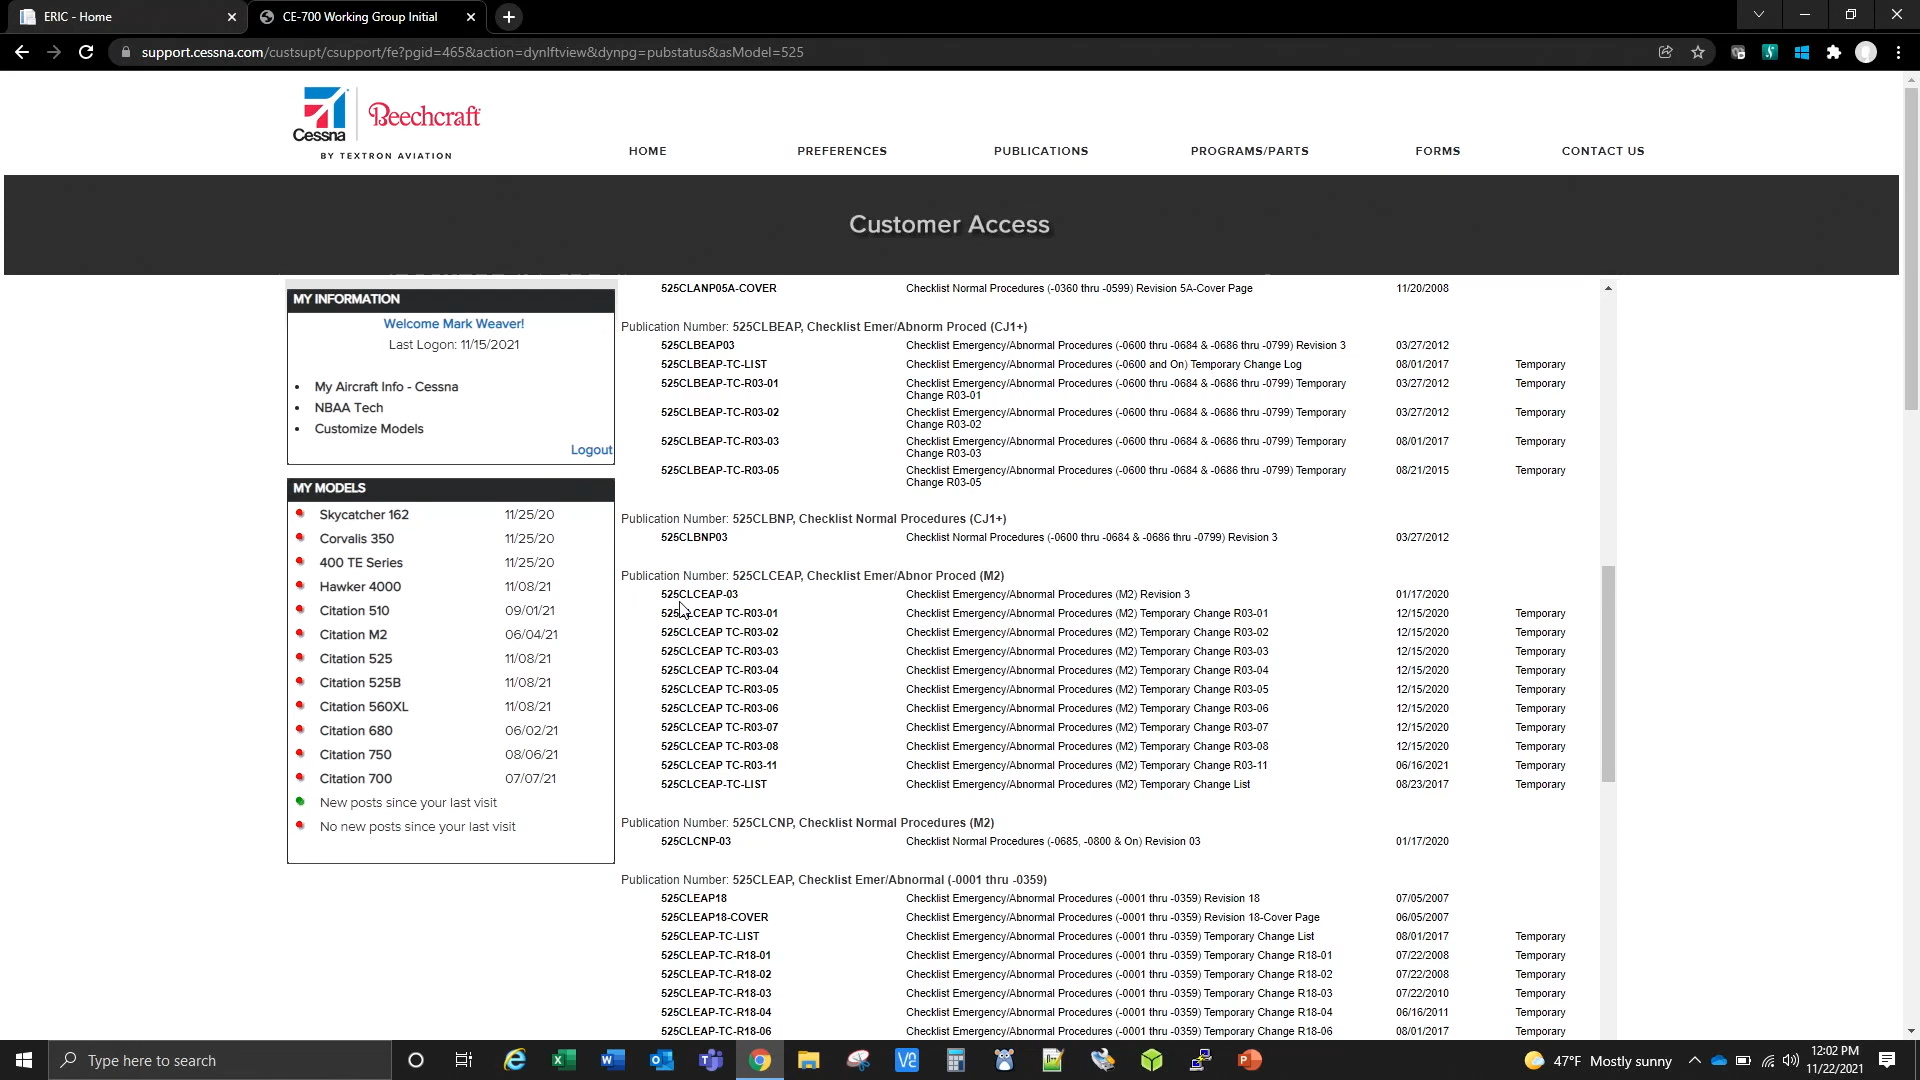 ERIC - Home
CE-700 Working Group Initial
support.cessna.com/custsupt/csupport/fe?pgid=465&action=dynlftview&dynpg=pubstatus&asModel=525
Cessna
Beechcraft
BY TEXTRON AVIATION
HOME PREFERENCES PUBLICATIONS PROGRAMS/PARTS FORMS CONTACT US
Customer Access
MY INFORMATION
Welcome Mark Weaver!
Last Logon: 11/15/2021
My Aircraft Info - Cessna
NBAA Tech
Customize Models
Logout
MY MODELS
Skycatcher 162 11/25/20
Corvalis 350 11/25/20
400 TE Series 11/25/20
Hawker 4000 11/08/21
Citation 510 09/01/21
Citation M2 06/04/21
Citation 525 11/08/21
Citation 525B 11/08/21
Citation 560XL 11/08/21
Citation 680 06/02/21
Citation 750 08/06/21
Citation 700 07/07/21
New posts since your last visit
No new posts since your last visit
525CLANP05A-COVER Checklist Normal Procedures (-0360 thru -0599) Revision 5A-Cover Page 11/20/2008
Publication Number: 525CLBEAP, Checklist Emer/Abnorm Proced (CJ1+)
525CLBEAP03 Checklist Emergency/Abnormal Procedures (-0600 thru -0684 & -0686 thru -0799) Revision 3 03/27/2012
525CLBEAP-TC-LIST Checklist Emergency/Abnormal Procedures (-0600 and On) Temporary Change Log 08/01/2017 Temporary
525CLBEAP-TC-R03-01 Checklist Emergency/Abnormal Procedures (-0600 thru -0684 & -0686 thru -0799) Temporary 03/27/2012 Temporary
Change R03-01
525CLBEAP-TC-R03-02 Checklist Emergency/Abnormal Procedures (-0600 thru -0684 & -0686 thru -0799) Temporary 03/27/2012 Temporary
Change R03-02
525CLBEAP-TC-R03-03 Checklist Emergency/Abnormal Procedures (-0600 thru -0684 & -0686 thru -0799) Temporary 08/01/2017 Temporary
Change R03-03
525CLBEAP-TC-R03-05 Checklist Emergency/Abnormal Procedures (-0600 thru -0684 & -0686 thru -0799) Temporary 08/21/2015 Temporary
Change R03-05
Publication Number: 525CLBNP, Checklist Normal Procedures (CJ1+)
525CLBNP03 Checklist Normal Procedures (-0600 thru -0684 & -0686 thru -0799) Revision 3 03/27/2012
Publication Number: 525CLCEAP, Checklist Emer/Abnor Proced (M2)
525CLCEAP-03 Checklist Emergency/Abnormal Procedures (M2) Revision 3 01/17/2020
525CLCEAP TC-R03-01 Checklist Emergency/Abnormal Procedures (M2) Temporary Change R03-01 12/15/2020 Temporary
525CLCEAP TC-R03-02 Checklist Emergency/Abnormal Procedures (M2) Temporary Change R03-02 12/15/2020 Temporary
525CLCEAP TC-R03-03 Checklist Emergency/Abnormal Procedures (M2) Temporary Change R03-03 12/15/2020 Temporary
525CLCEAP TC-R03-04 Checklist Emergency/Abnormal Procedures (M2) Temporary Change R03-04 12/15/2020 Temporary
525CLCEAP TC-R03-05 Checklist Emergency/Abnormal Procedures (M2) Temporary Change R03-05 12/15/2020 Temporary
525CLCEAP TC-R03-06 Checklist Emergency/Abnormal Procedures (M2) Temporary Change R03-06 12/15/2020 Temporary
525CLCEAP TC-R03-07 Checklist Emergency/Abnormal Procedures (M2) Temporary Change R03-07 12/15/2020 Temporary
525CLCEAP TC-R03-08 Checklist Emergency/Abnormal Procedures (M2) Temporary Change R03-08 12/15/2020 Temporary
525CLCEAP TC-R03-11 Checklist Emergency/Abnormal Procedures (M2) Temporary Change R03-11 06/16/2021 Temporary
525CLCEAP-TC-LIST Checklist Emergency/Abnormal Procedures (M2) Temporary Change List 08/23/2017 Temporary
Publication Number: 525CLCNP, Checklist Normal Procedures (M2)
525CLCNP-03 Checklist Normal Procedures (-0685, -0800 & On) Revision 03 01/17/2020
Publication Number: 525CLEAP, Checklist Emer/Abnormal (-0001 thru -0359)
525CLEAP18 Checklist Emergency/Abnormal Procedures (-0001 thru -0359) Revision 18 07/05/2007
525CLEAP18-COVER Checklist Emergency/Abnormal Procedures (-0001 thru -0359) Revision 18-Cover Page 06/05/2007
525CLEAP-TC-LIST Checklist Emergency/Abnormal Procedures (-0001 thru -0359) Temporary Change List 08/01/2017 Temporary
525CLEAP-TC-R18-01 Checklist Emergency/Abnormal Procedures (-0001 thru -0359) Temporary Change R18-01 07/22/2008 Temporary
525CLEAP-TC-R18-02 Checklist Emergency/Abnormal Procedures (-0001 thru -0359) Temporary Change R18-02 07/22/2008 Temporary
525CLEAP-TC-R18-03 Checklist Emergency/Abnormal Procedures (-0001 thru -0359) Temporary Change R18-03 07/22/2010 Temporary
525CLEAP-TC-R18-04 Checklist Emergency/Abnormal Procedures (-0001 thru -0359) Temporary Change R18-04 06/16/2011 Temporary
525CLEAP-TC-R18-06 Checklist Emergency/Abnormal Procedures (-0001 thru -0359) Temporary Change R18-06 08/01/2017 Temporary
Type here to search
47°F Mostly sunny
12:02 PM
11/22/2021